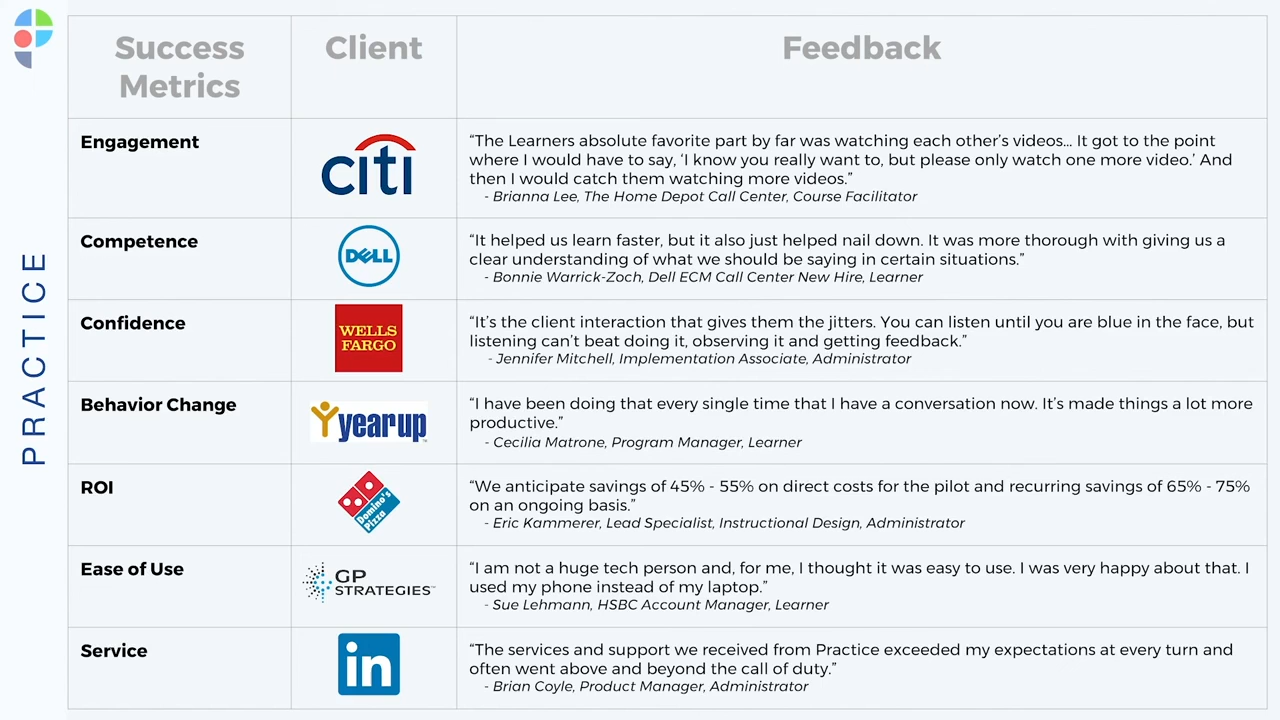 Success
Metrics
Client
Feedback
PRACTICE
Engagement
citi
“The Learners absolute favorite part by far was watching each other’s videos... It got to the point
where I would have to say, ‘I know you really want to, but please only watch one more video.’ And
then I would catch them watching more videos.”
- Brianna Lee, The Home Depot Call Center, Course Facilitator
Competence
DELL
“It helped us learn faster, but it also just helped nail down. It was more thorough with giving us a
clear understanding of what we should be saying in certain situations.”
- Bonnie Warrick-Zoch, Dell ECM Call Center New Hire, Learner
Confidence
WELLS
FARGO
“It’s the client interaction that gives them the jitters. You can listen until you are blue in the face, but
listening can’t beat doing it, observing it and getting feedback.”
- Jennifer Mitchell, Implementation Associate, Administrator
Behavior Change
year up
“I have been doing that every single time that I have a conversation now. It’s made things a lot more
productive.”
- Cecilia Matrone, Program Manager, Learner
ROI
Domino's
Pizza
“We anticipate savings of 45% - 55% on direct costs for the pilot and recurring savings of 65% - 75%
on an ongoing basis.”
- Eric Kammerer, Lead Specialist, Instructional Design, Administrator
Ease of Use
GP
STRATEGIES™
“I am not a huge tech person and, for me, I thought it was easy to use. I was very happy about that. I
used my phone instead of my laptop.”
- Sue Lehmann, HSBC Account Manager, Learner
Service
in
“The services and support we received from Practice exceeded my expectations at every turn and
often went above and beyond the call of duty.”
- Brian Coyle, Product Manager, Administrator